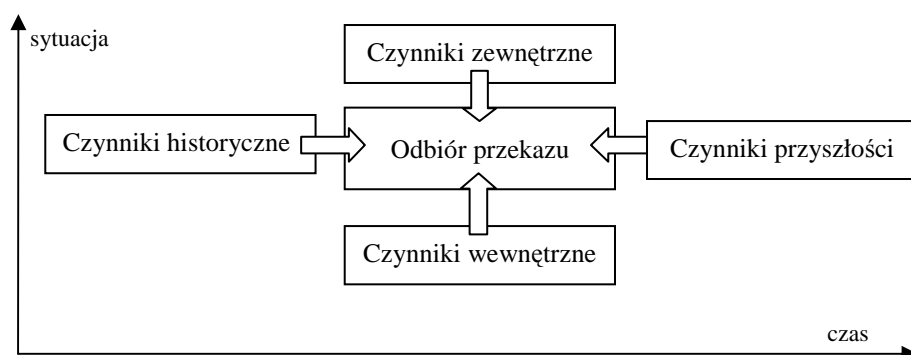 sytuacja
Czynniki zewnętrzne
Czynniki historyczne
Odbiór przekazu
Czynniki przyszłości
Czynniki wewnętrzne
czas